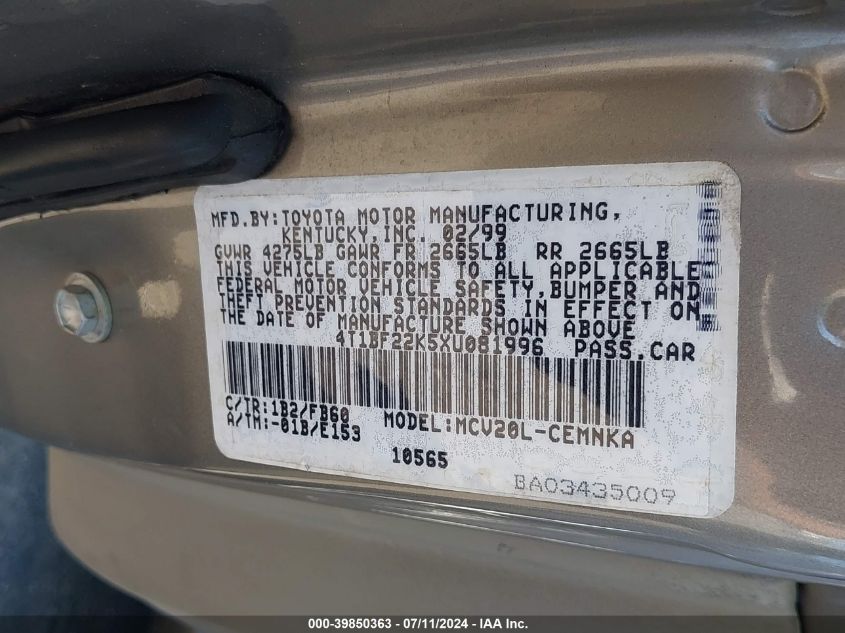 MFD.BY:TOYOTA MOTOR MANUFACTURING,
KENTUCKY,INC. 02/99
GVWR 4275LB GAWR FR 2665LB RR 2665LB
THIS VEHICLE CONFORMS TO ALL APPLICABLE
FEDERAL MOTOR VEHICLE SAFETY,BUMPER AND
THEFT PREVENTION STANDARDS IN EFFECT ON
THE DATE OF MANUFACTURE SHOWN ABOVE
4T1BF22K5XU081996 PASS.CAR
C/TR:1B2/FB60 MODEL:MCV20L-CEMNKA
A/TM:-01B/E153
10565
BA03435009
000-39850363 - 07/11/2024 - IAA Inc.